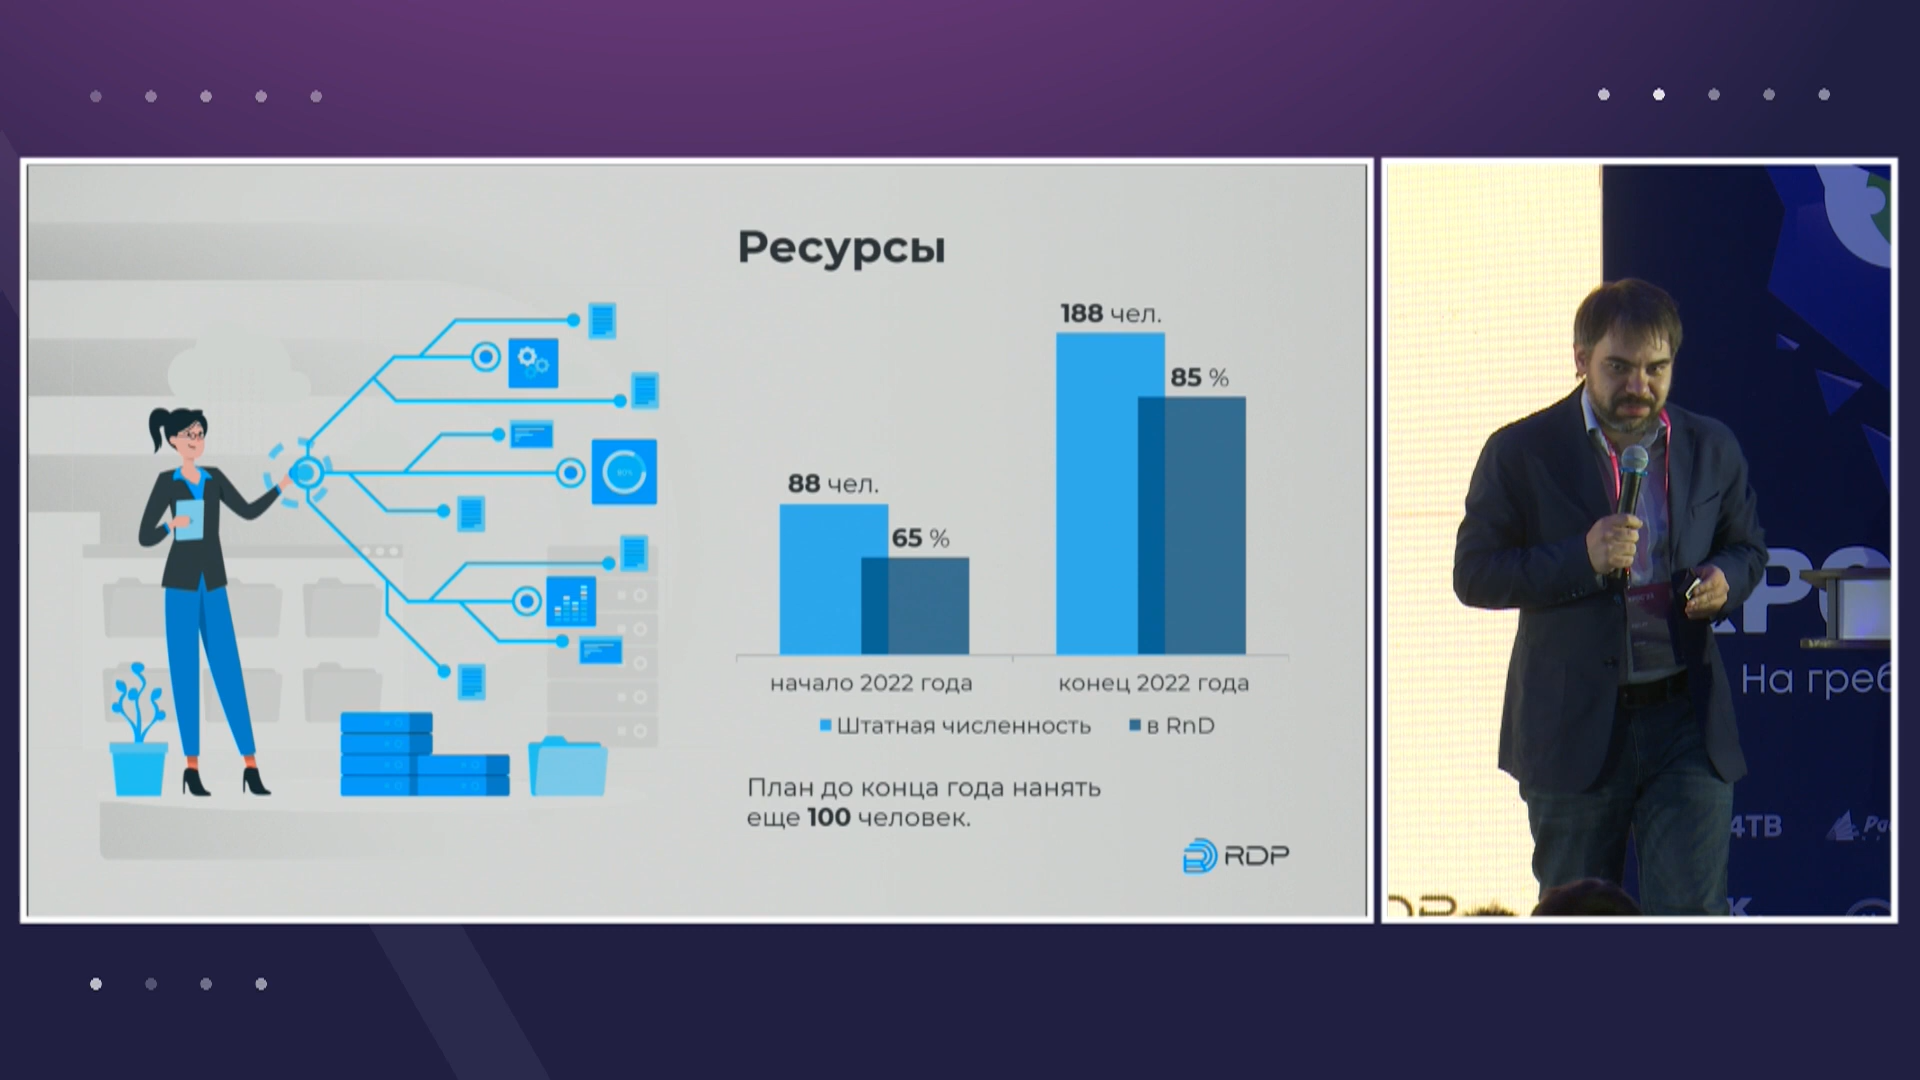 Ресурсы
188 чел.
85 %
88 чел.
65 %
начало 2022 года
конец 2022 года
Штатная численность
в RnD
План до конца года нанять
еще 100 человек.
RDP
На греб
4ТВ